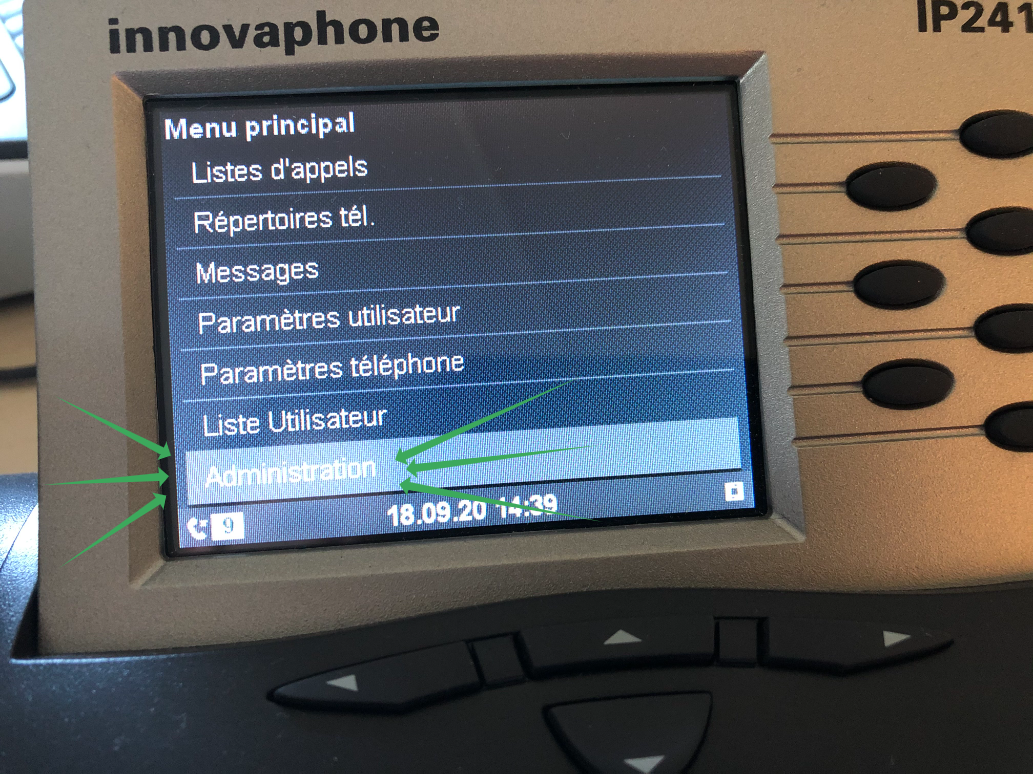 innovaphone
IP241
Menu principal
Listes d'appels
Répertoires tél.
Messages
Paramètres utilisateur
Paramètres téléphone
Liste Utilisateur
Administration
9 18.09.20 14:39